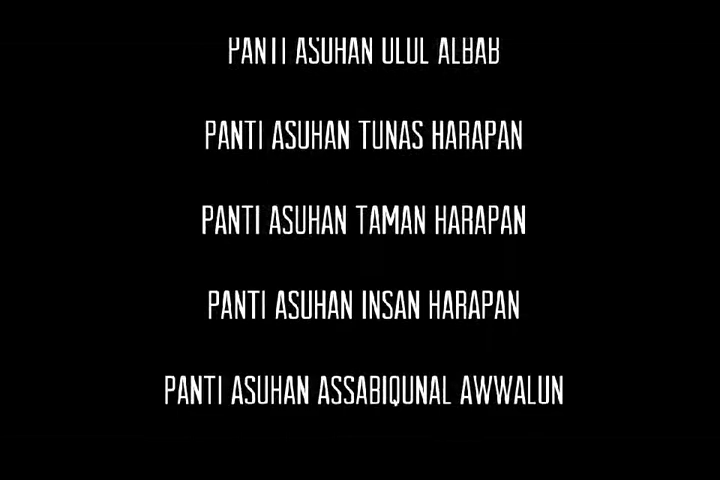 PANTI ASUHAN ULUL ALBAB
PANTI ASUHAN TUNAS HARAPAN
PANTI ASUHAN TAMAN HARAPAN
PANTI ASUHAN INSAN HARAPAN
PANTI ASUHAN ASSABIQUNAL AWWALUN